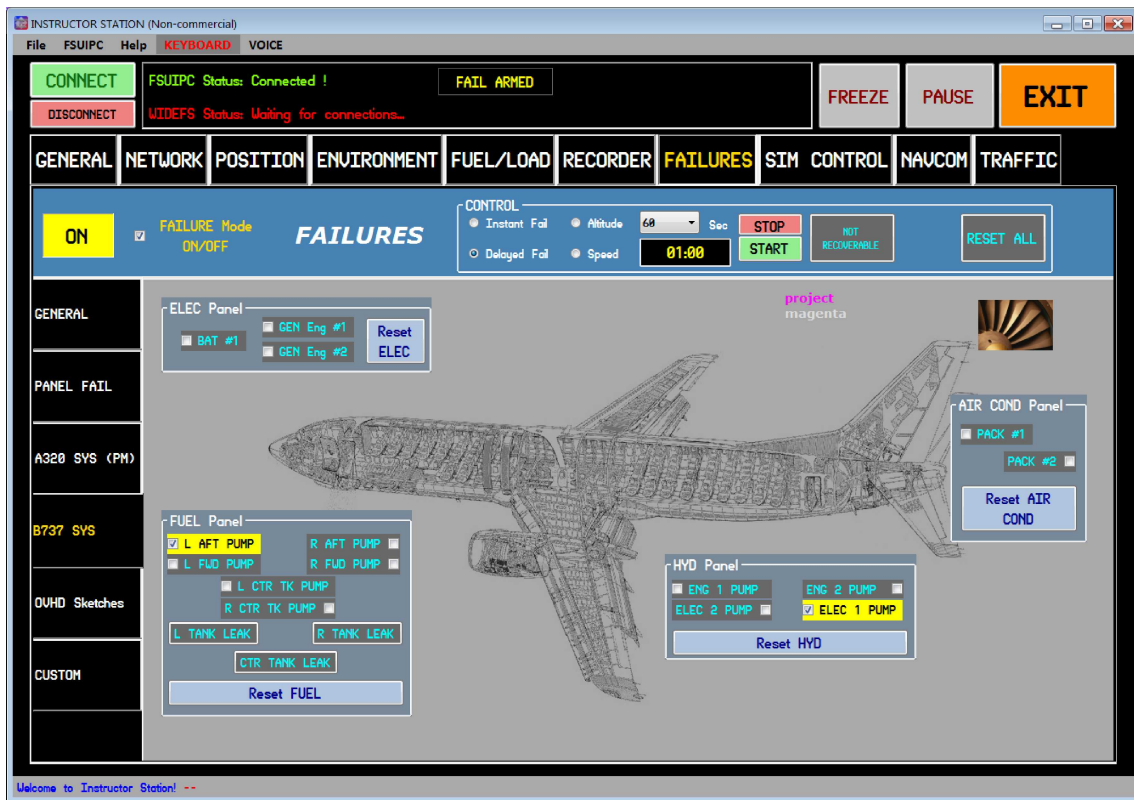 INSTRUCTOR STATION (Non-commercial)
File FSUIPC Help KEYBOARD VOICE
CONNECT
DISCONNECT
FSUIPC Status: Connected !
FAIL ARMED
WIDEFS Status: Waiting for connections...
FREEZE
PAUSE
EXIT
GENERAL NETWORK POSITION ENVIRONMENT FUEL/LOAD RECORDER FAILURES SIM CONTROL NAVCOM TRAFFIC
ON
FAILURE Mode
ON/OFF
FAILURES
CONTROL
Instant Fail Altitude 60 Sec STOP
Delayed Fail Speed 01:00 START
NOT
RECOVERABLE
RESET ALL
GENERAL
PANEL FAIL
A320 SYS (PM)
B737 SYS
OVHD Sketches
CUSTOM
ELEC Panel
BAT #1
GEN Eng #1
GEN Eng #2
Reset
ELEC
project
magenta
AIR COND Panel
PACK #1
PACK #2
Reset AIR
COND
FUEL Panel
L AFT PUMP R AFT PUMP
L FWD PUMP R FWD PUMP
L CTR TK PUMP
R CTR TK PUMP
L TANK LEAK R TANK LEAK
CTR TANK LEAK
Reset FUEL
HYD Panel
ENG 1 PUMP ENG 2 PUMP
ELEC 2 PUMP ELEC 1 PUMP
Reset HYD
Welcome to Instructor Station! --